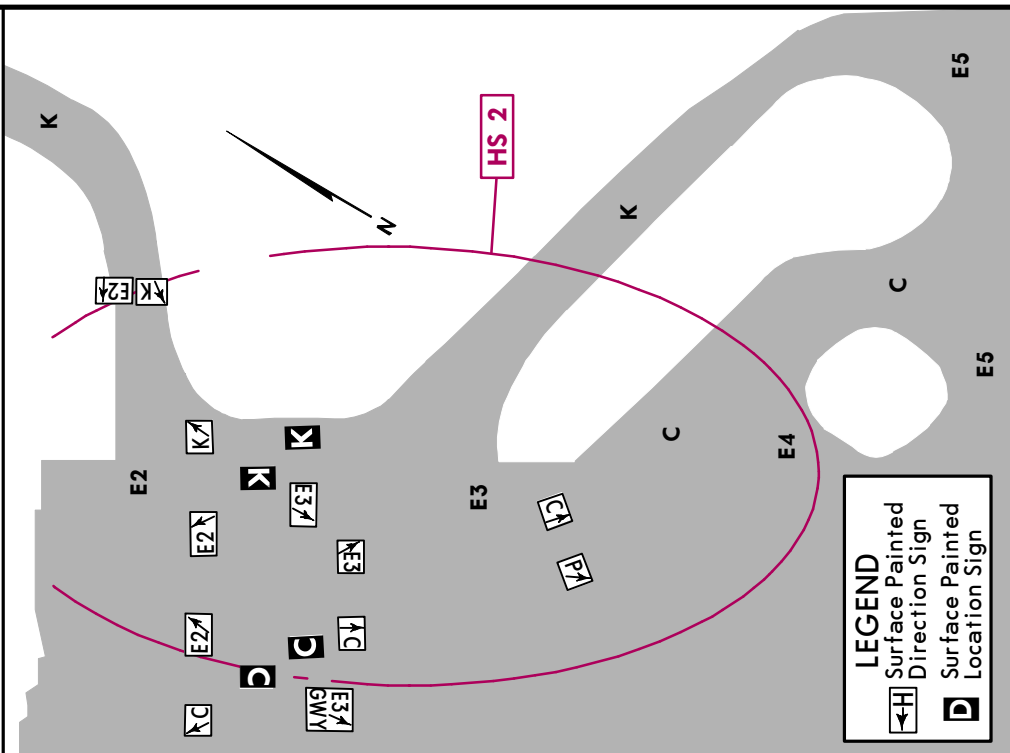 E5
K
HS 2
K
N
C
E2
K
E5
K
K
C
E4
K
E2
E3
E3
C
E2
E3
P
E2
C
C
C
C
E3
GWY
LEGEND
H
Surface Painted
Direction Sign
D
Surface Painted
Location Sign